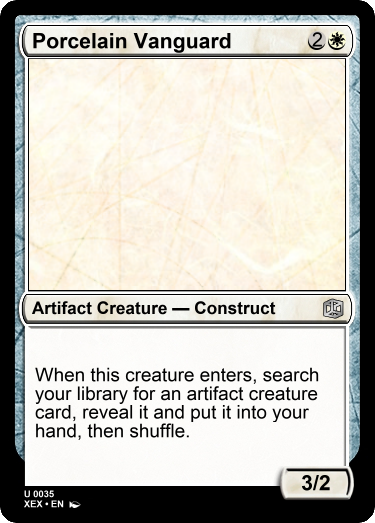 Porcelain Vanguard 2
Artifact Creature — Construct
When this creature enters, search
your library for an artifact creature
card, reveal it and put it into your
hand, then shuffle.
3/2
U 0035
XEX • EN